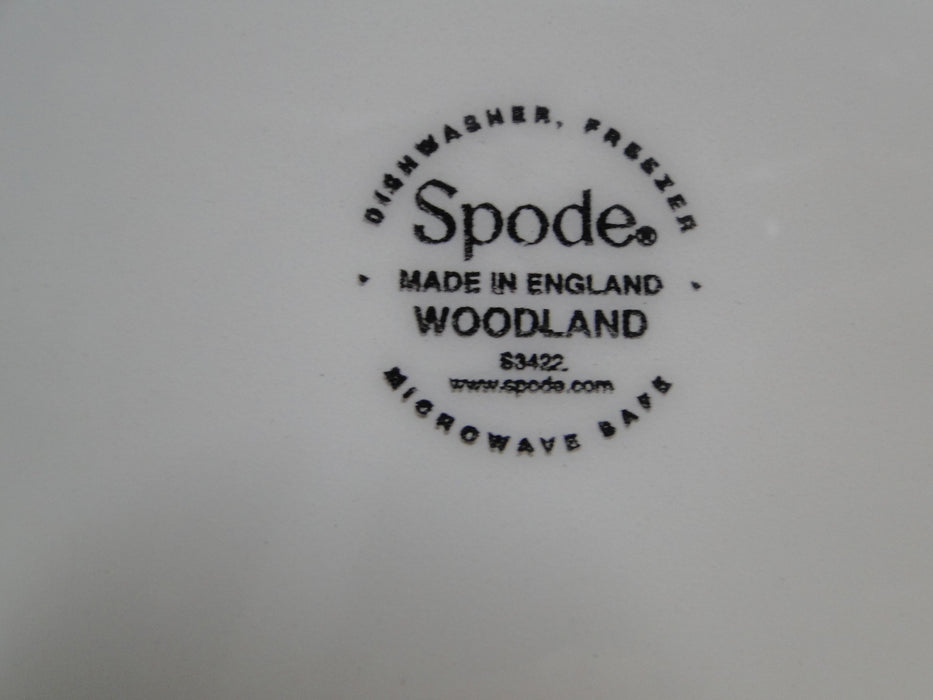 DISHWASHER, FREEZER
Spode®
• MADE IN ENGLAND •
WOODLAND
S3422.
www.spode.com
MICROWAVE SAFE